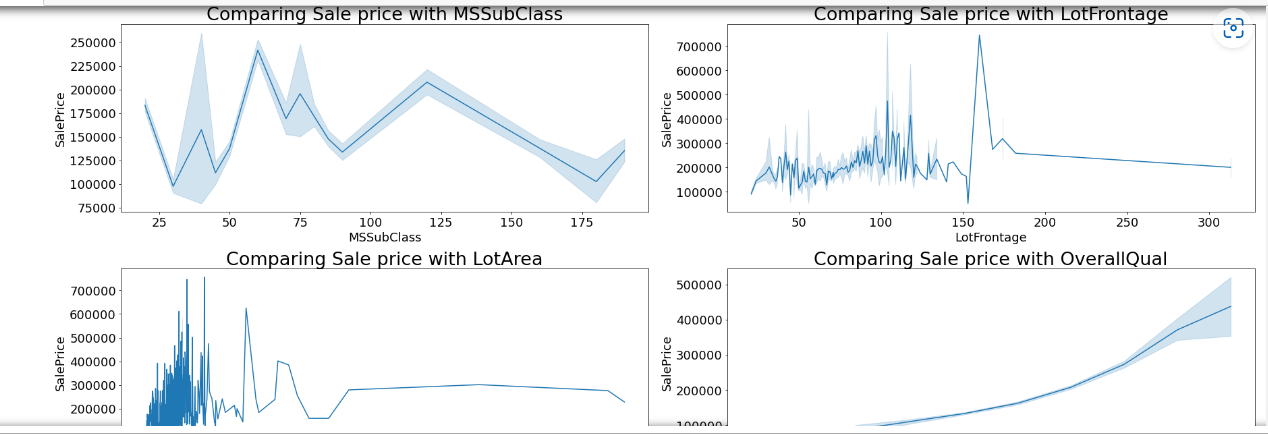 Comparing Sale price with MSSubClass
250000
225000
200000
175000
150000
125000
100000
75000
SalePrice
25 50 75 100 125 150 175
MSSubClass
Comparing Sale price with LotFrontage
700000
600000
500000
400000
300000
200000
100000
SalePrice
50 100 150 200 250 300
LotFrontage
Comparing Sale price with LotArea
700000
600000
500000
400000
300000
200000
SalePrice
Comparing Sale price with OverallQual
500000
400000
300000
200000
100000
SalePrice